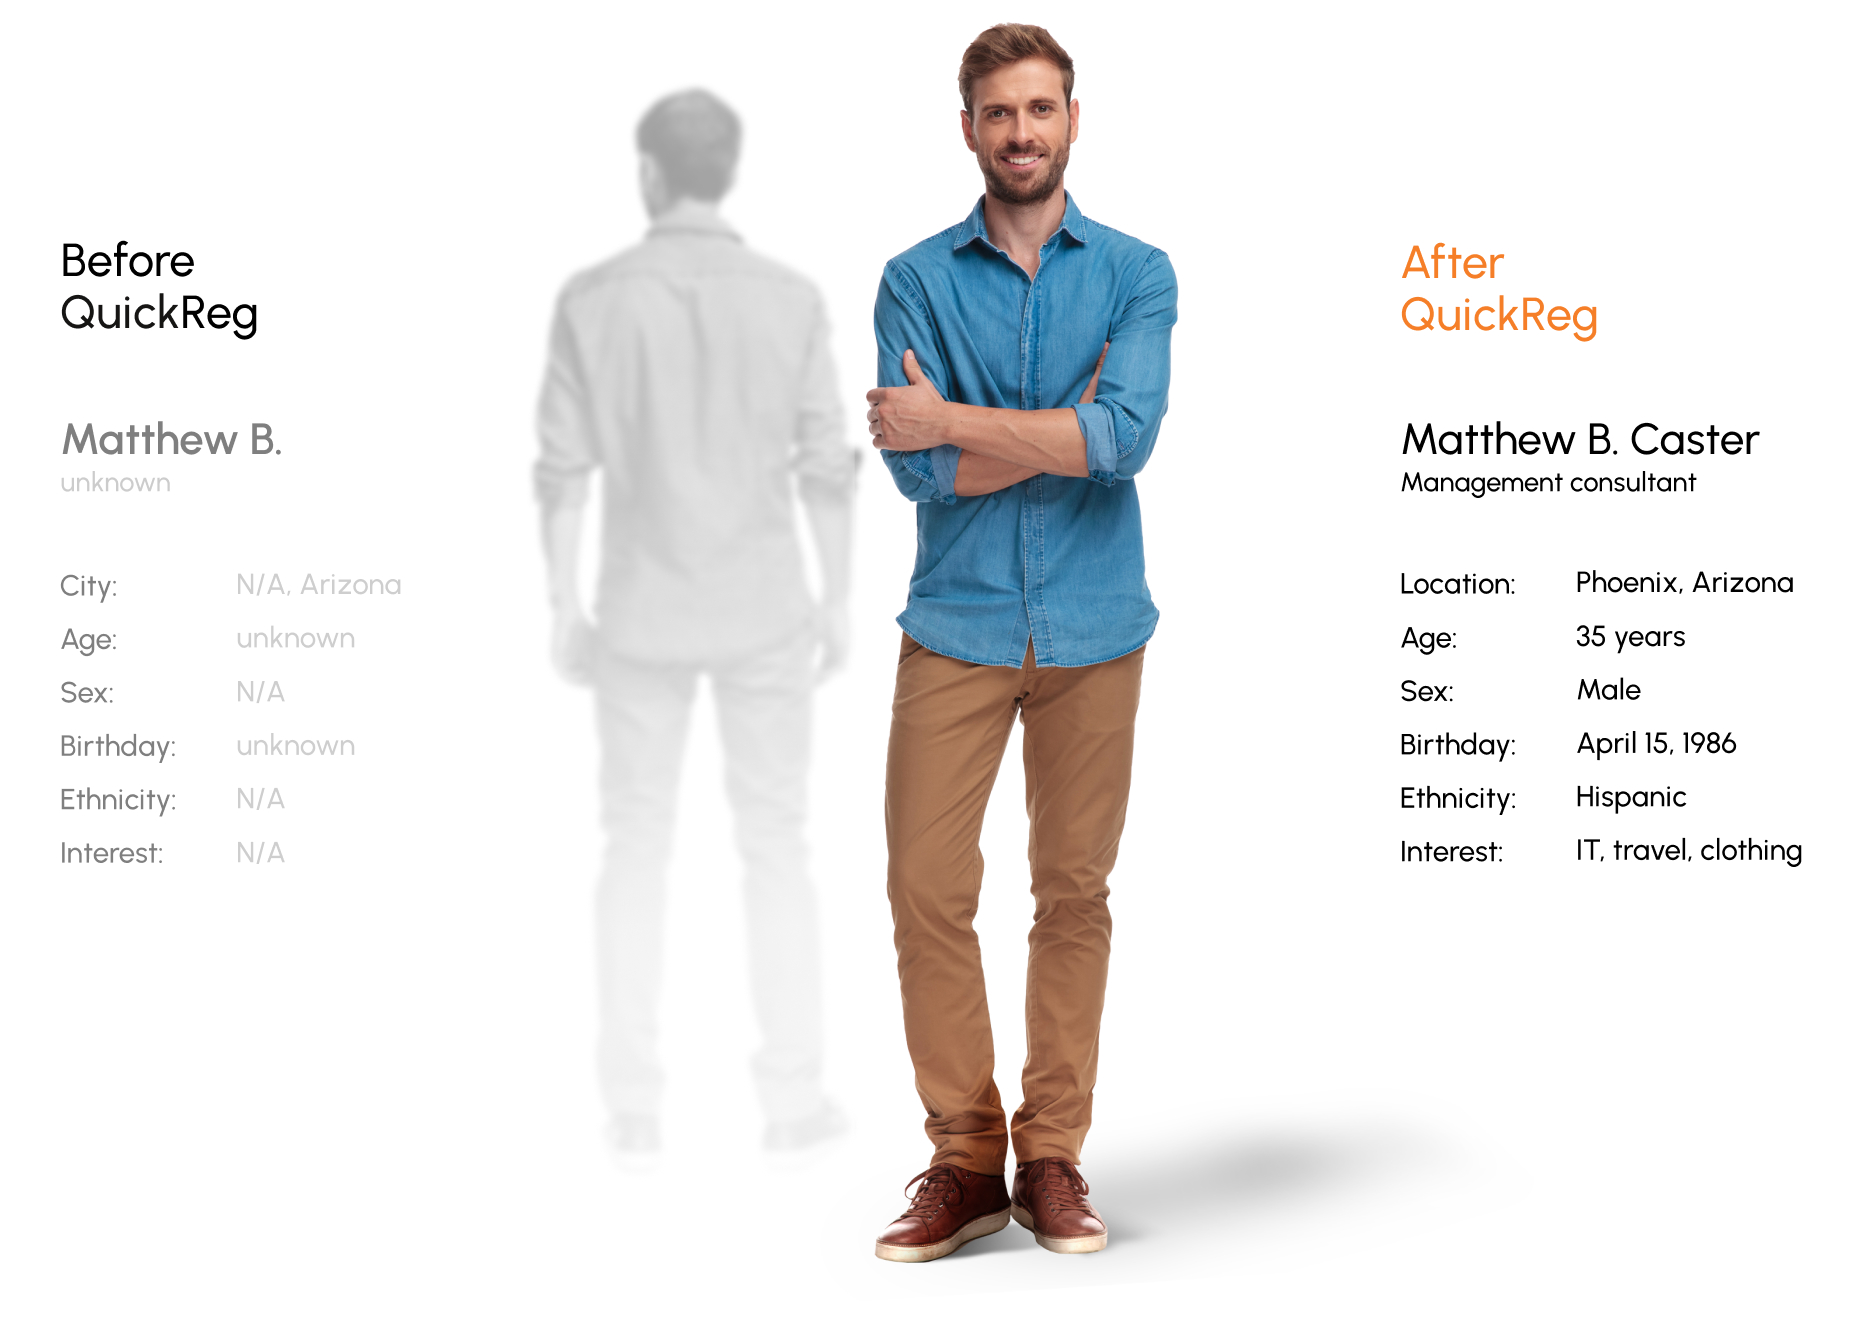 Before
QuickReg
Matthew B.
unknown
City: N/A, Arizona
Age: unknown
Sex: N/A
Birthday: unknown
Ethnicity: N/A
Interest: N/A
After
QuickReg
Matthew B. Caster
Management consultant
Location: Phoenix, Arizona
Age: 35 years
Sex: Male
Birthday: April 15, 1986
Ethnicity: Hispanic
Interest: IT, travel, clothing